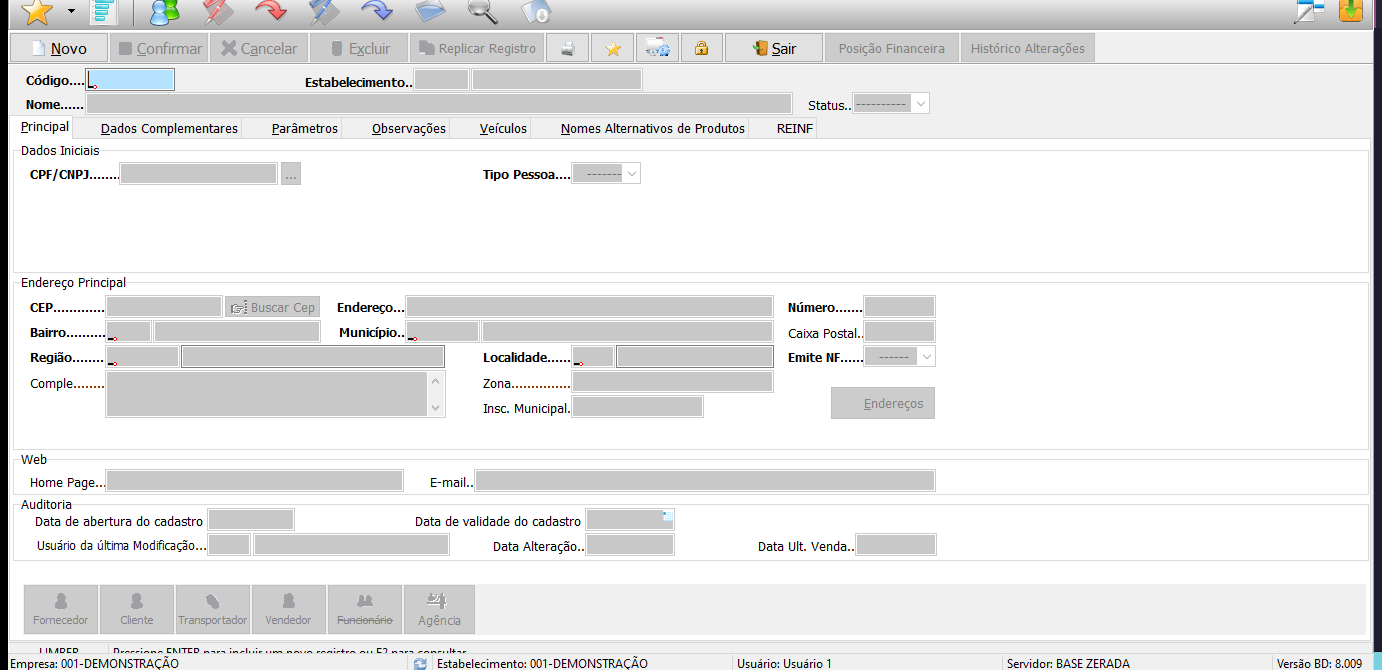 Novo Confirmar Cancelar Excluir Replicar Registro Sair Posição Financeira Histórico Alterações
Código.... Estabelecimento..
Nome...... Status.. ----------
Principal Dados Complementares Parâmetros Observações Veículos Nomes Alternativos de Produtos REINF
Dados Iniciais
CPF/CNPJ....... ... Tipo Pessoa.... -------
Endereço Principal
CEP............ Buscar Cep Endereço... Número.......
Bairro.......... Município.. Caixa Postal..
Região........ Localidade...... Emite NF...... ------
Comple........ Zona...............
Insc. Municipal. Endereços
Web
Home Page... E-mail..
Auditoria
Data de abertura do cadastro Data de validade do cadastro
Usuário da última Modificação... Data Alteração.. Data Ult. Venda..
Fornecedor Cliente Transportador Vendedor Funcionário Agência
LIMBER Pressione ENTER para incluir um novo registro ou F2 para consultar
Empresa: 001-DEMONSTRAÇÃO Estabelecimento: 001-DEMONSTRAÇÃO Usuário: Usuário 1 Servidor: BASE ZERADA Versão BD: 8.009